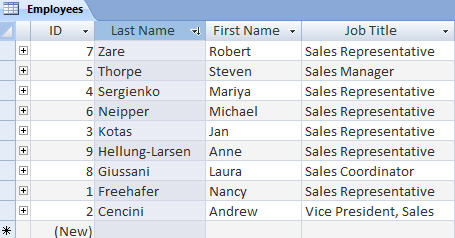 Employees
ID Last Name First Name Job Title
7 Zare Robert Sales Representative
5 Thorpe Steven Sales Manager
4 Sergienko Mariya Sales Representative
6 Neipper Michael Sales Representative
3 Kotas Jan Sales Representative
9 Hellung-Larsen Anne Sales Representative
8 Giussani Laura Sales Coordinator
1 Freehafer Nancy Sales Representative
2 Cencini Andrew Vice President, Sales
(New)